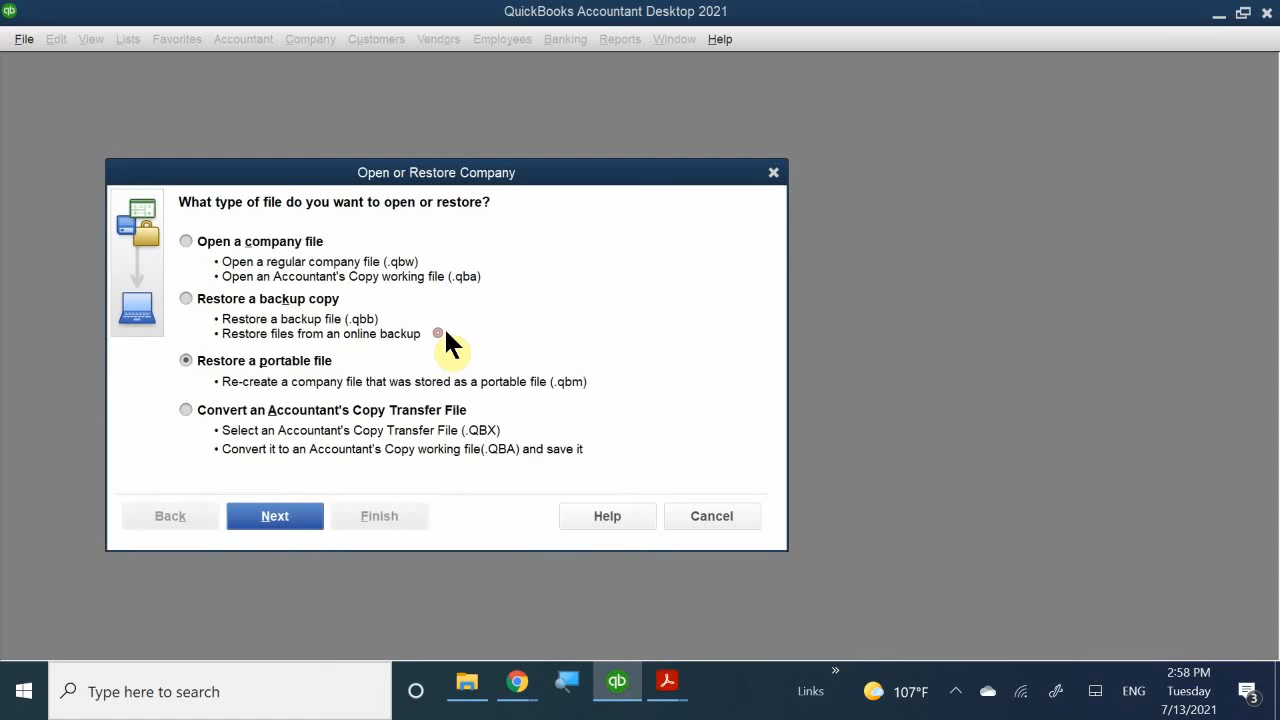 qb
QuickBooks Accountant Desktop 2021
File Edit View Lists Favorites Accountant Company Customers Vendors Employees Banking Reports Window Help
Open or Restore Company
What type of file do you want to open or restore?
Open a company file
• Open a regular company file (.qbw)
• Open an Accountant's Copy working file (.qba)
Restore a backup copy
• Restore a backup file (.qbb)
• Restore files from an online backup
Restore a portable file
• Re-create a company file that was stored as a portable file (.qbm)
Convert an Accountant's Copy Transfer File
• Select an Accountant's Copy Transfer File (.QBX)
• Convert it to an Accountant's Copy working file(.QBA) and save it
Back Next Finish Help Cancel
Type here to search
qb
Links
»
107°F
ENG
2:58 PM
Tuesday
7/13/2021
3